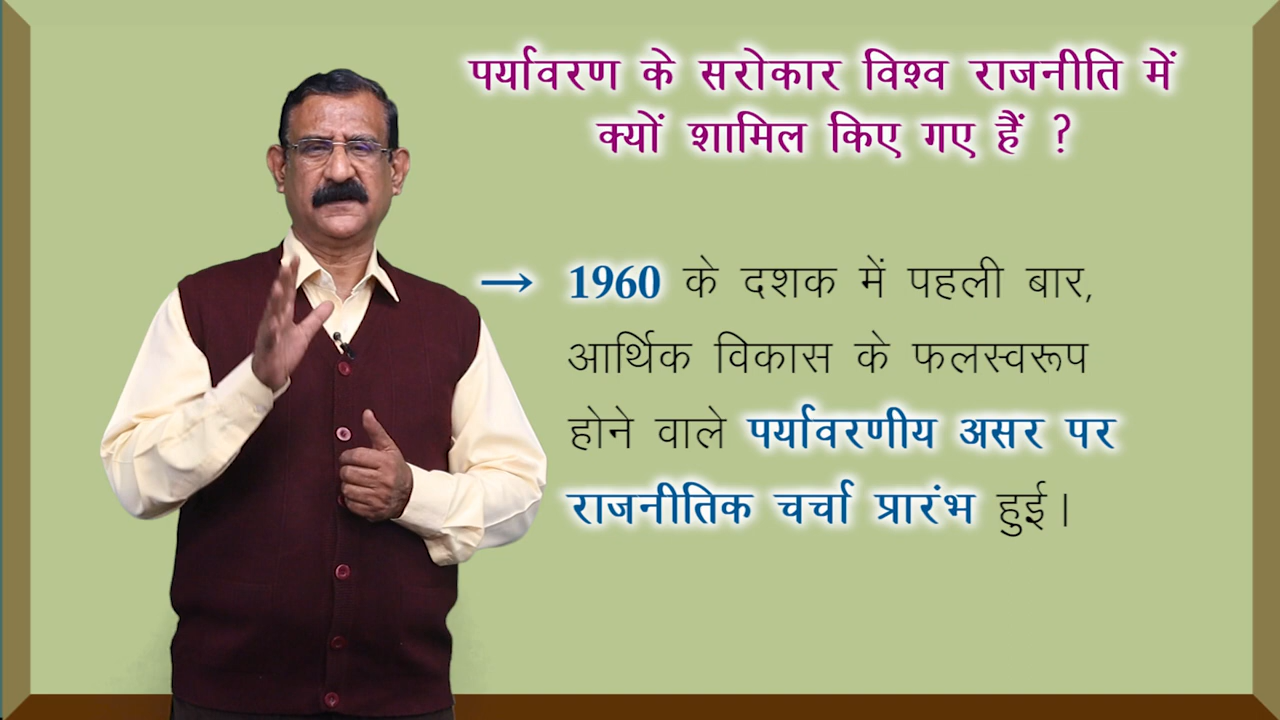 पर्यावरण के सरोकार विश्व राजनीति में
क्यों शामिल किए गए हैं ?
→ 1960 के दशक में पहली बार,
आर्थिक विकास के फलस्वरूप
होने वाले पर्यावरणीय असर पर
राजनीतिक चर्चा प्रारंभ हुई।